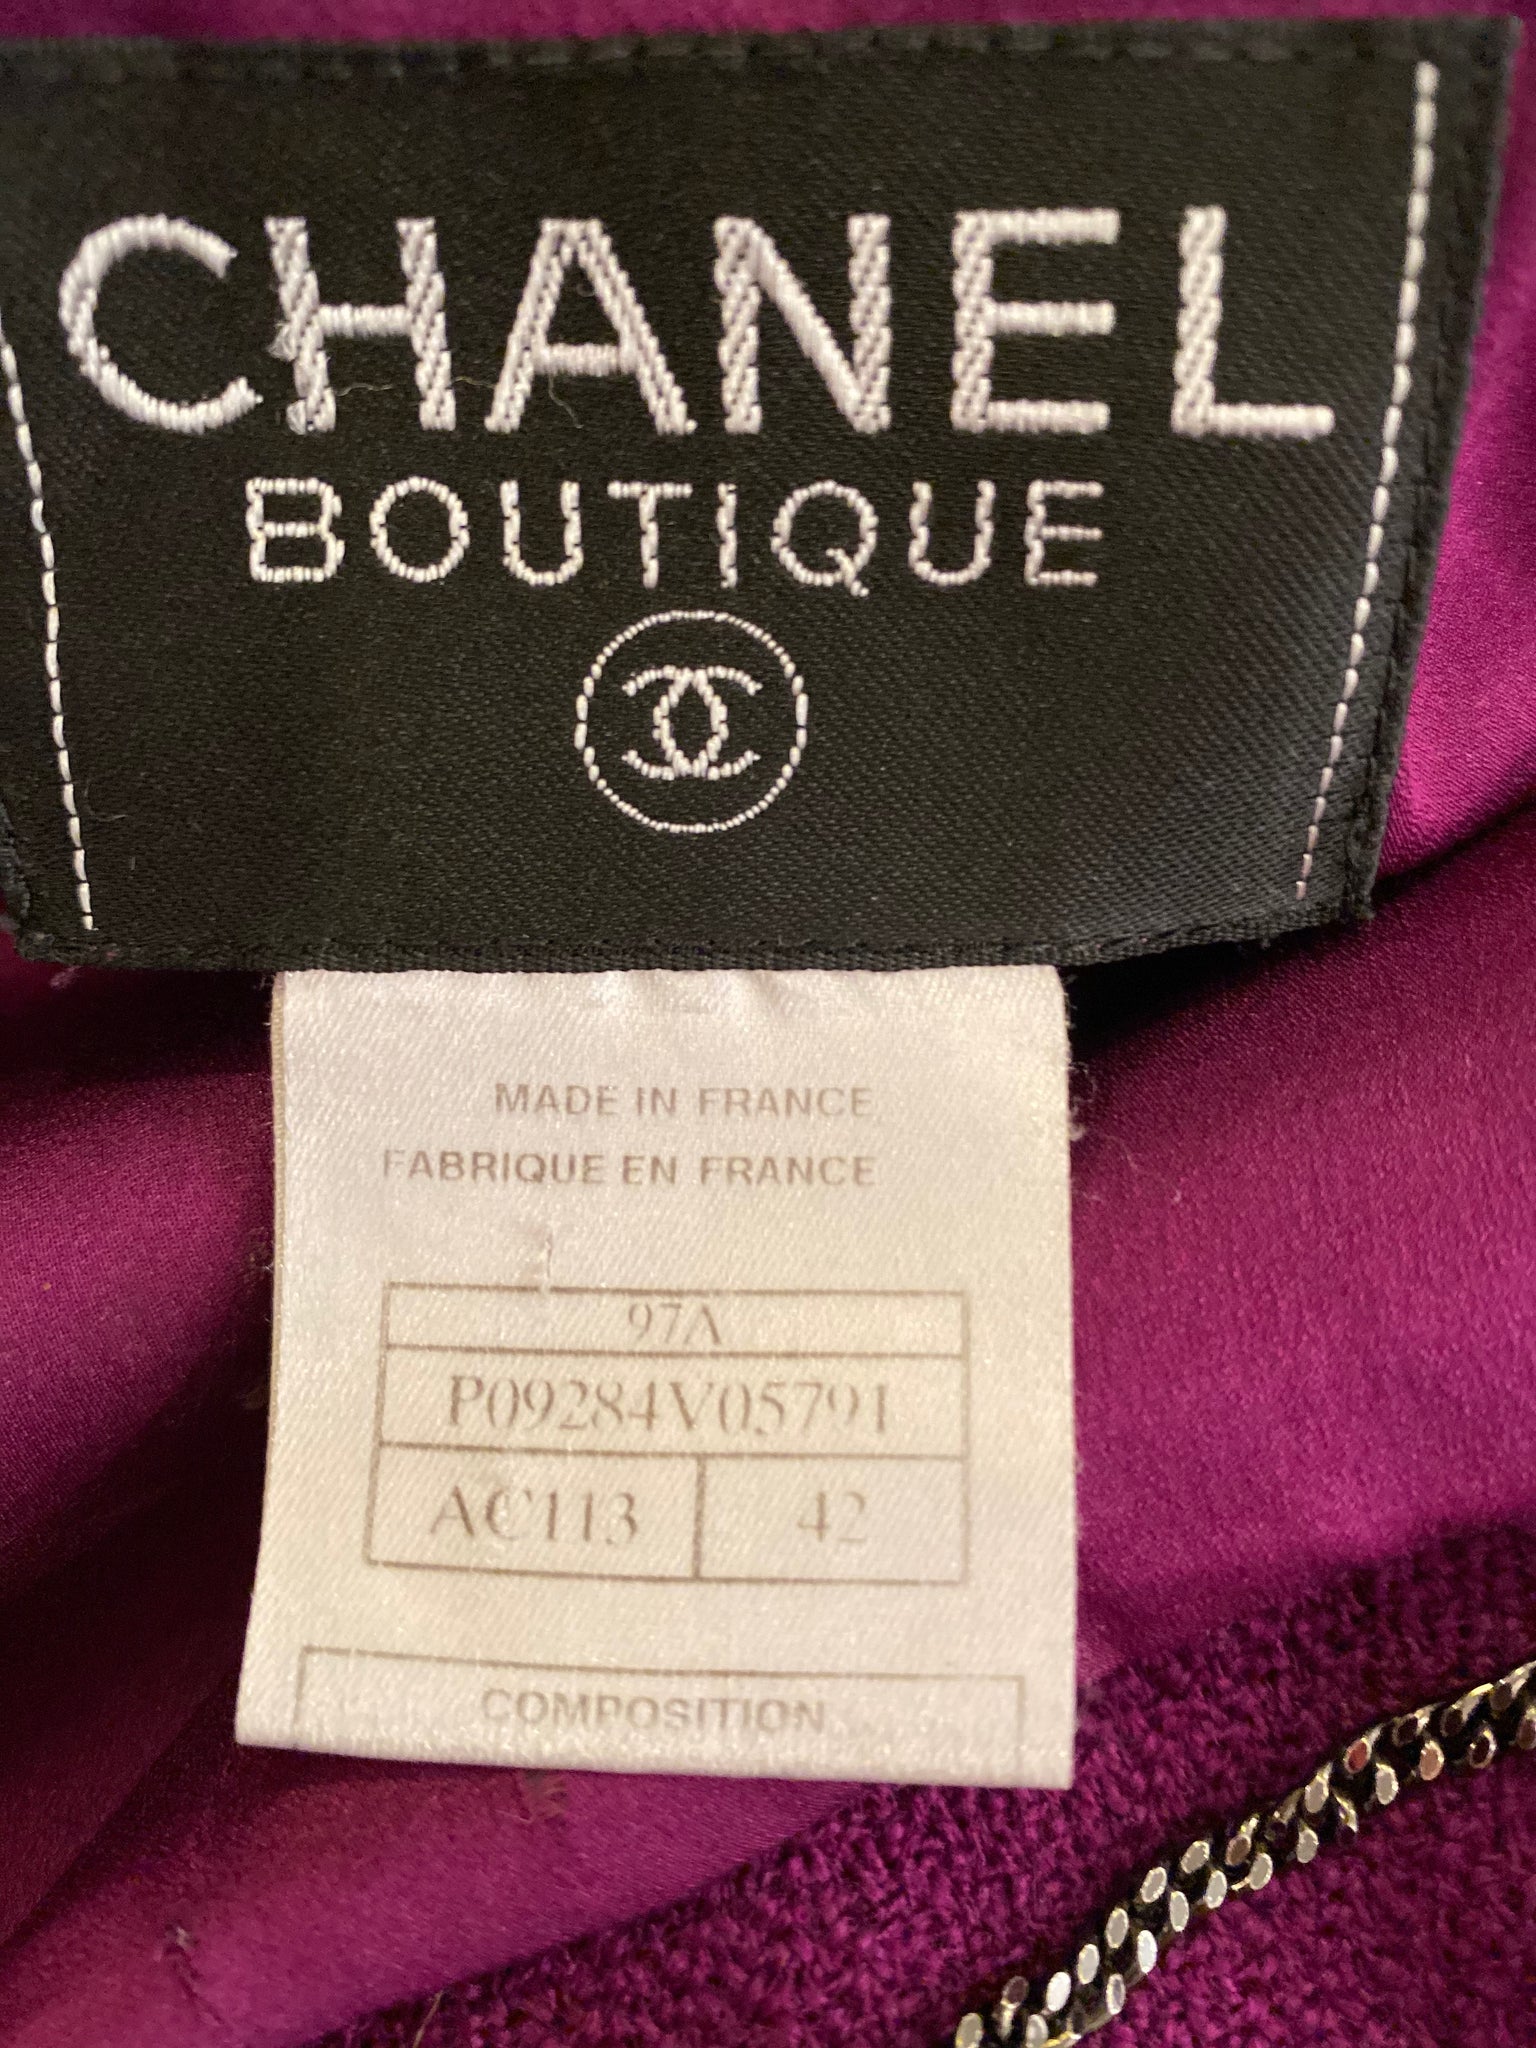 CHANEL
BOUTIQUE
MADE IN FRANCE
FABRIQUE EN FRANCE
97A
P09284V05791
AC113 42
COMPOSITION